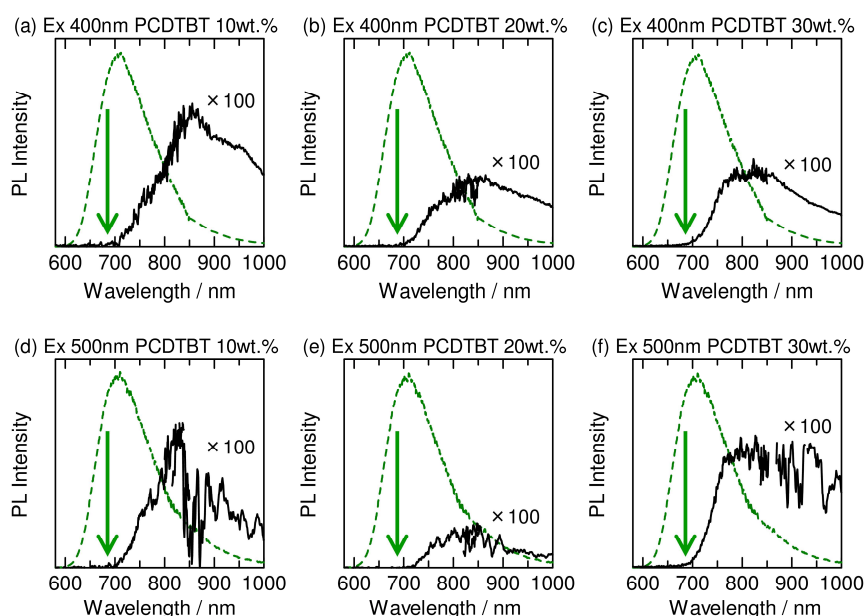 (a) Ex 400nm PCDTBT 10wt.%
PL Intensity
×100
600 700 800 900 1000
Wavelength / nm
(b) Ex 400nm PCDTBT 20wt.%
PL Intensity
×100
600 700 800 900 1000
Wavelength / nm
(c) Ex 400nm PCDTBT 30wt.%
PL Intensity
×100
600 700 800 900 1000
Wavelength / nm
(d) Ex 500nm PCDTBT 10wt.%
PL Intensity
×100
600 700 800 900 1000
Wavelength / nm
(e) Ex 500nm PCDTBT 20wt.%
PL Intensity
×100
600 700 800 900 1000
Wavelength / nm
(f) Ex 500nm PCDTBT 30wt.%
PL Intensity
×100
600 700 800 900 1000
Wavelength / nm